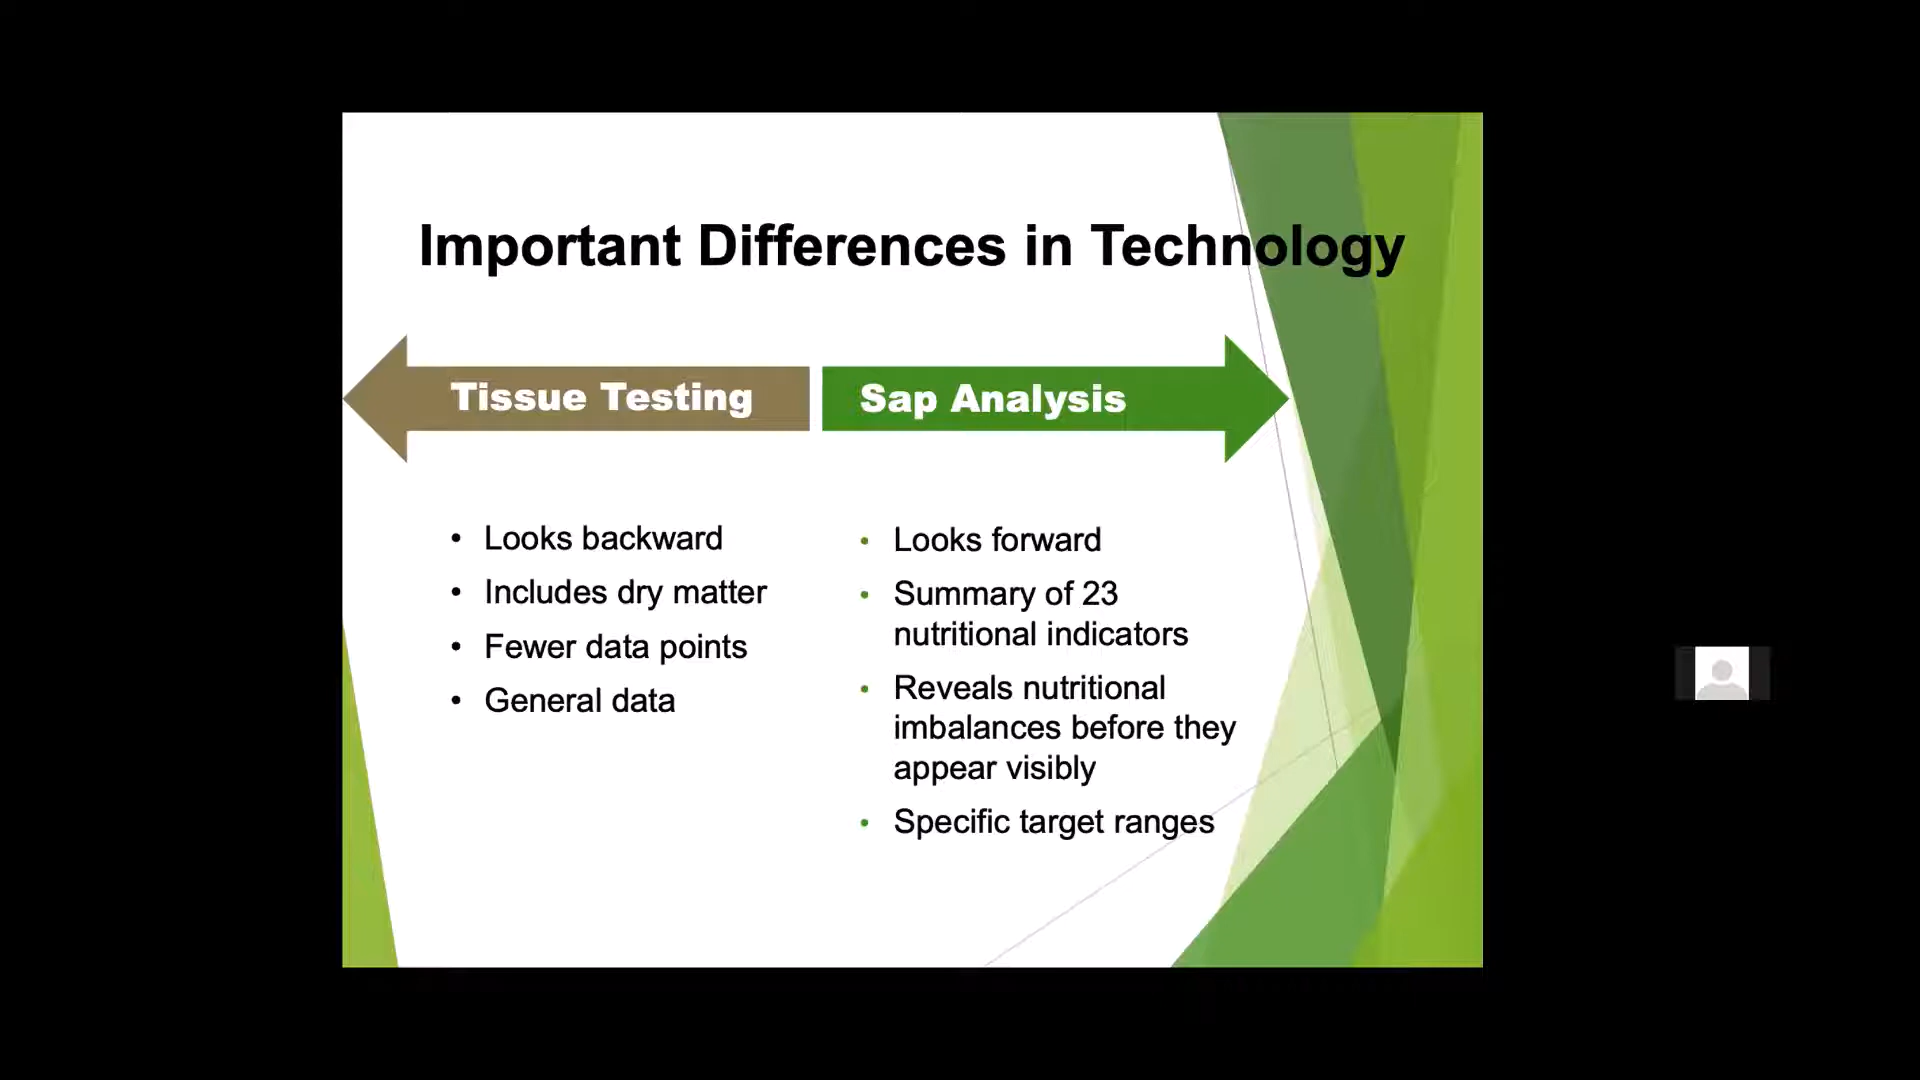 Important Differences in Technology
Tissue Testing
• Looks backward
• Includes dry matter
• Fewer data points
• General data
Sap Analysis
• Looks forward
• Summary of 23
nutritional indicators
• Reveals nutritional
imbalances before they
appear visibly
• Specific target ranges